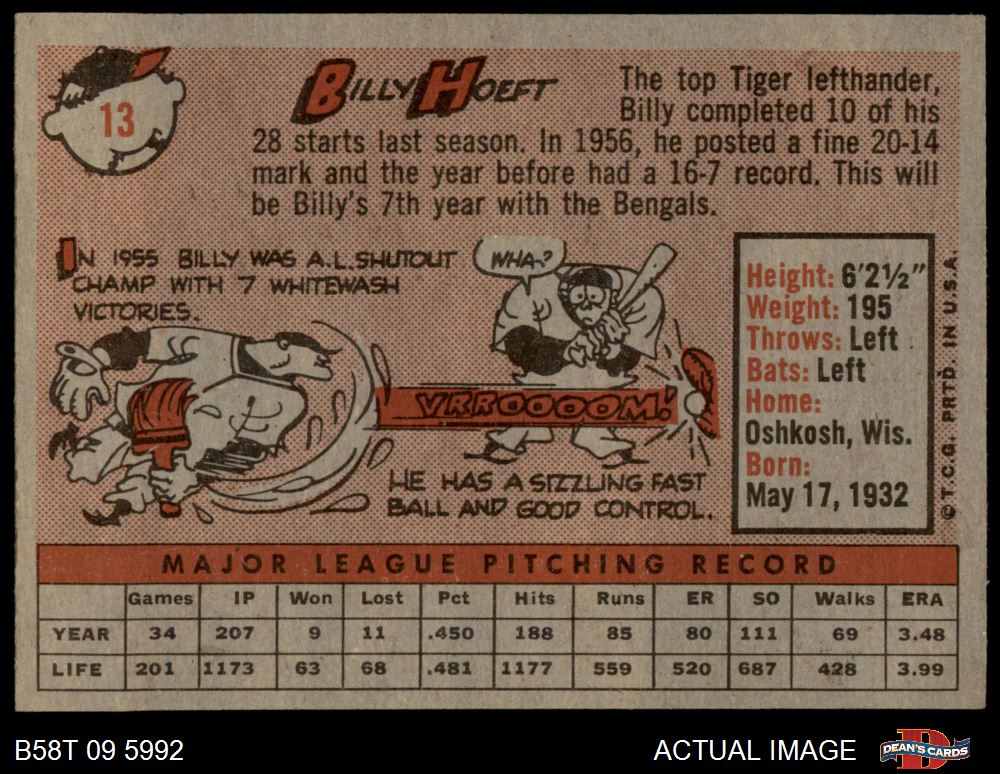 13
Billy Hoeft
The top Tiger lefthander,
Billy completed 10 of his
28 starts last season. In 1956, he posted a fine 20-14
mark and the year before had a 16-7 record. This will
be Billy's 7th year with the Bengals.
IN 1955 BILLY WAS A.L. SHUTOUT
CHAMP WITH 7 WHITEWASH
VICTORIES.
WHA-?
VRROOOOM!
HE HAS A SIZZLING FAST
BALL AND GOOD CONTROL.
Height: 6'2½"
Weight: 195
Throws: Left
Bats: Left
Home:
Oshkosh, Wis.
Born:
May 17, 1932
© T.C.G. PRTD. IN U.S.A.
MAJOR LEAGUE PITCHING RECORD
Games IP Won Lost Pct Hits Runs ER SO Walks ERA
YEAR 34 207 9 11 .450 188 85 80 111 69 3.48
LIFE 201 1173 63 68 .481 1177 559 520 687 428 3.99
B58T 09 5992
ACTUAL IMAGE
DEAN'S CARDS